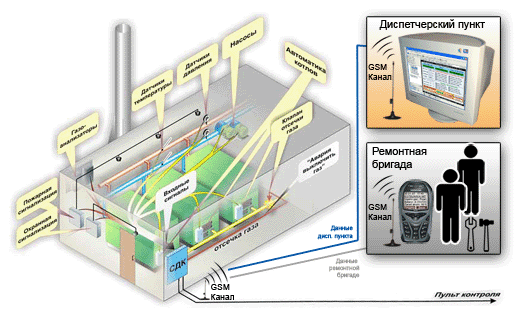 Диспетчерский пункт
GSM
Канал
Ремонтная
бригада
GSM
Канал
Насосы
Датчики
давления
Датчики
температуры
Автоматика
котлов
Газо-
анализаторы
Клапан
отсечки
газа
"Авария
выключить
газ"
Пожарная
сигнализация
Охранная
сигнализация
Входные
сигналы
отсечка газа
СДК
GSM
Канал
Данные
дисп. пункта
Данные
ремонтной
бригаде
Пульт контроля